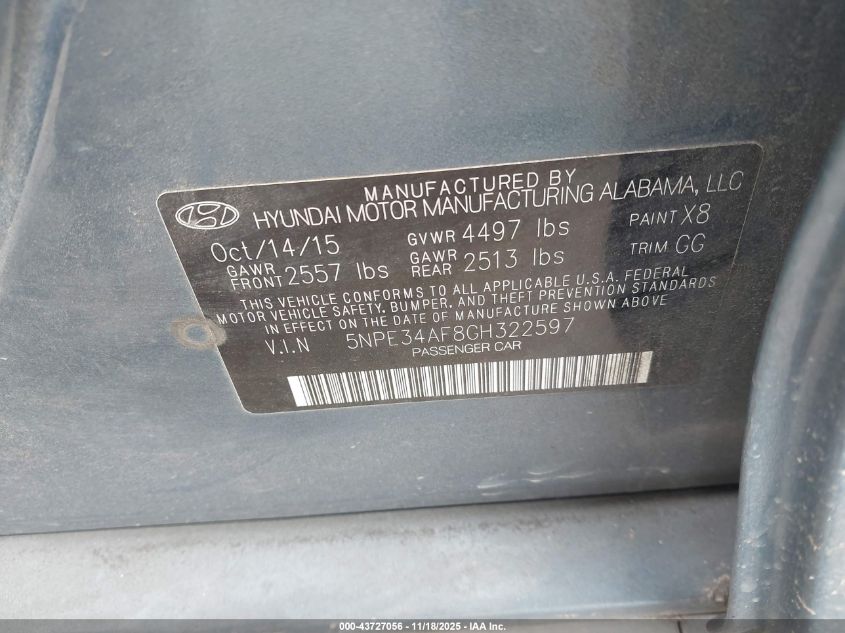 MANUFACTURED BY
HYUNDAI MOTOR MANUFACTURING ALABAMA, LLC
Oct/14/15 GVWR 4497 lbs PAINT X8
GAWR FRONT 2557 lbs GAWR REAR 2513 lbs TRIM GG
THIS VEHICLE CONFORMS TO ALL APPLICABLE U.S.A. FEDERAL
MOTOR VEHICLE SAFETY, BUMPER, AND THEFT PREVENTION STANDARDS
IN EFFECT ON THE DATE OF MANUFACTURE SHOWN ABOVE
V.I.N 5NPE34AF8GH322597
PASSENGER CAR
000-43727056 - 11/18/2025 - IAA Inc.